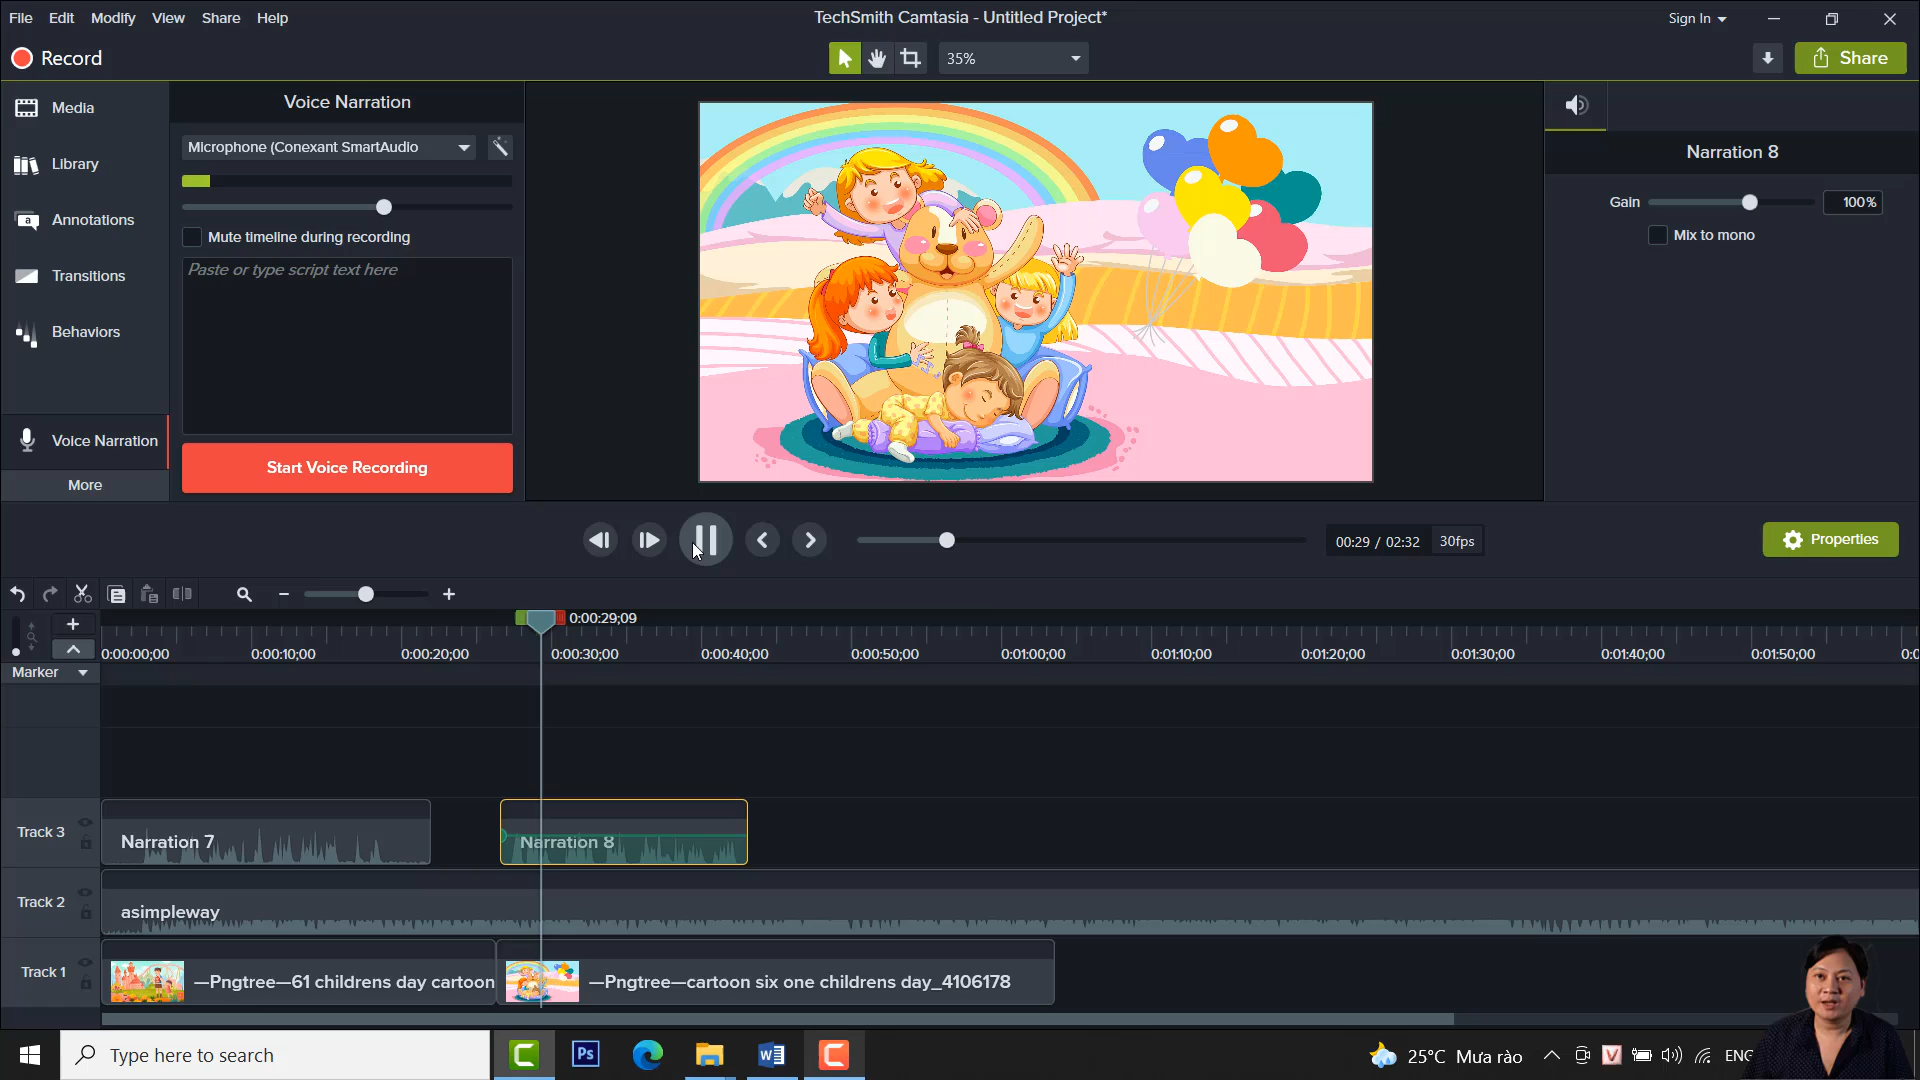 File Edit Modify View Share Help
TechSmith Camtasia - Untitled Project*
Sign In
Record
35%
Share
Media
Library
Annotations
Transitions
Behaviors
Voice Narration
More
Voice Narration
Microphone (Conexant SmartAudio
Mute timeline during recording
Paste or type script text here
Start Voice Recording
Narration 8
Gain
100%
Mix to mono
00:29 / 02:32
30fps
Properties
0:00:29;09
0:00:00;00
0:00:10;00
0:00:20;00
0:00:30;00
0:00:40;00
0:00:50;00
0:01:00;00
0:01:10;00
0:01:20;00
0:01:30;00
0:01:40;00
0:01:50;00
Marker
Track 3
Narration 7
Narration 8
Track 2
asimpleway
Track 1
—Pngtree—61 childrens day cartoon
—Pngtree—cartoon six one childrens day_4106178
Type here to search
Ps
25°C Mưa rào
ENG